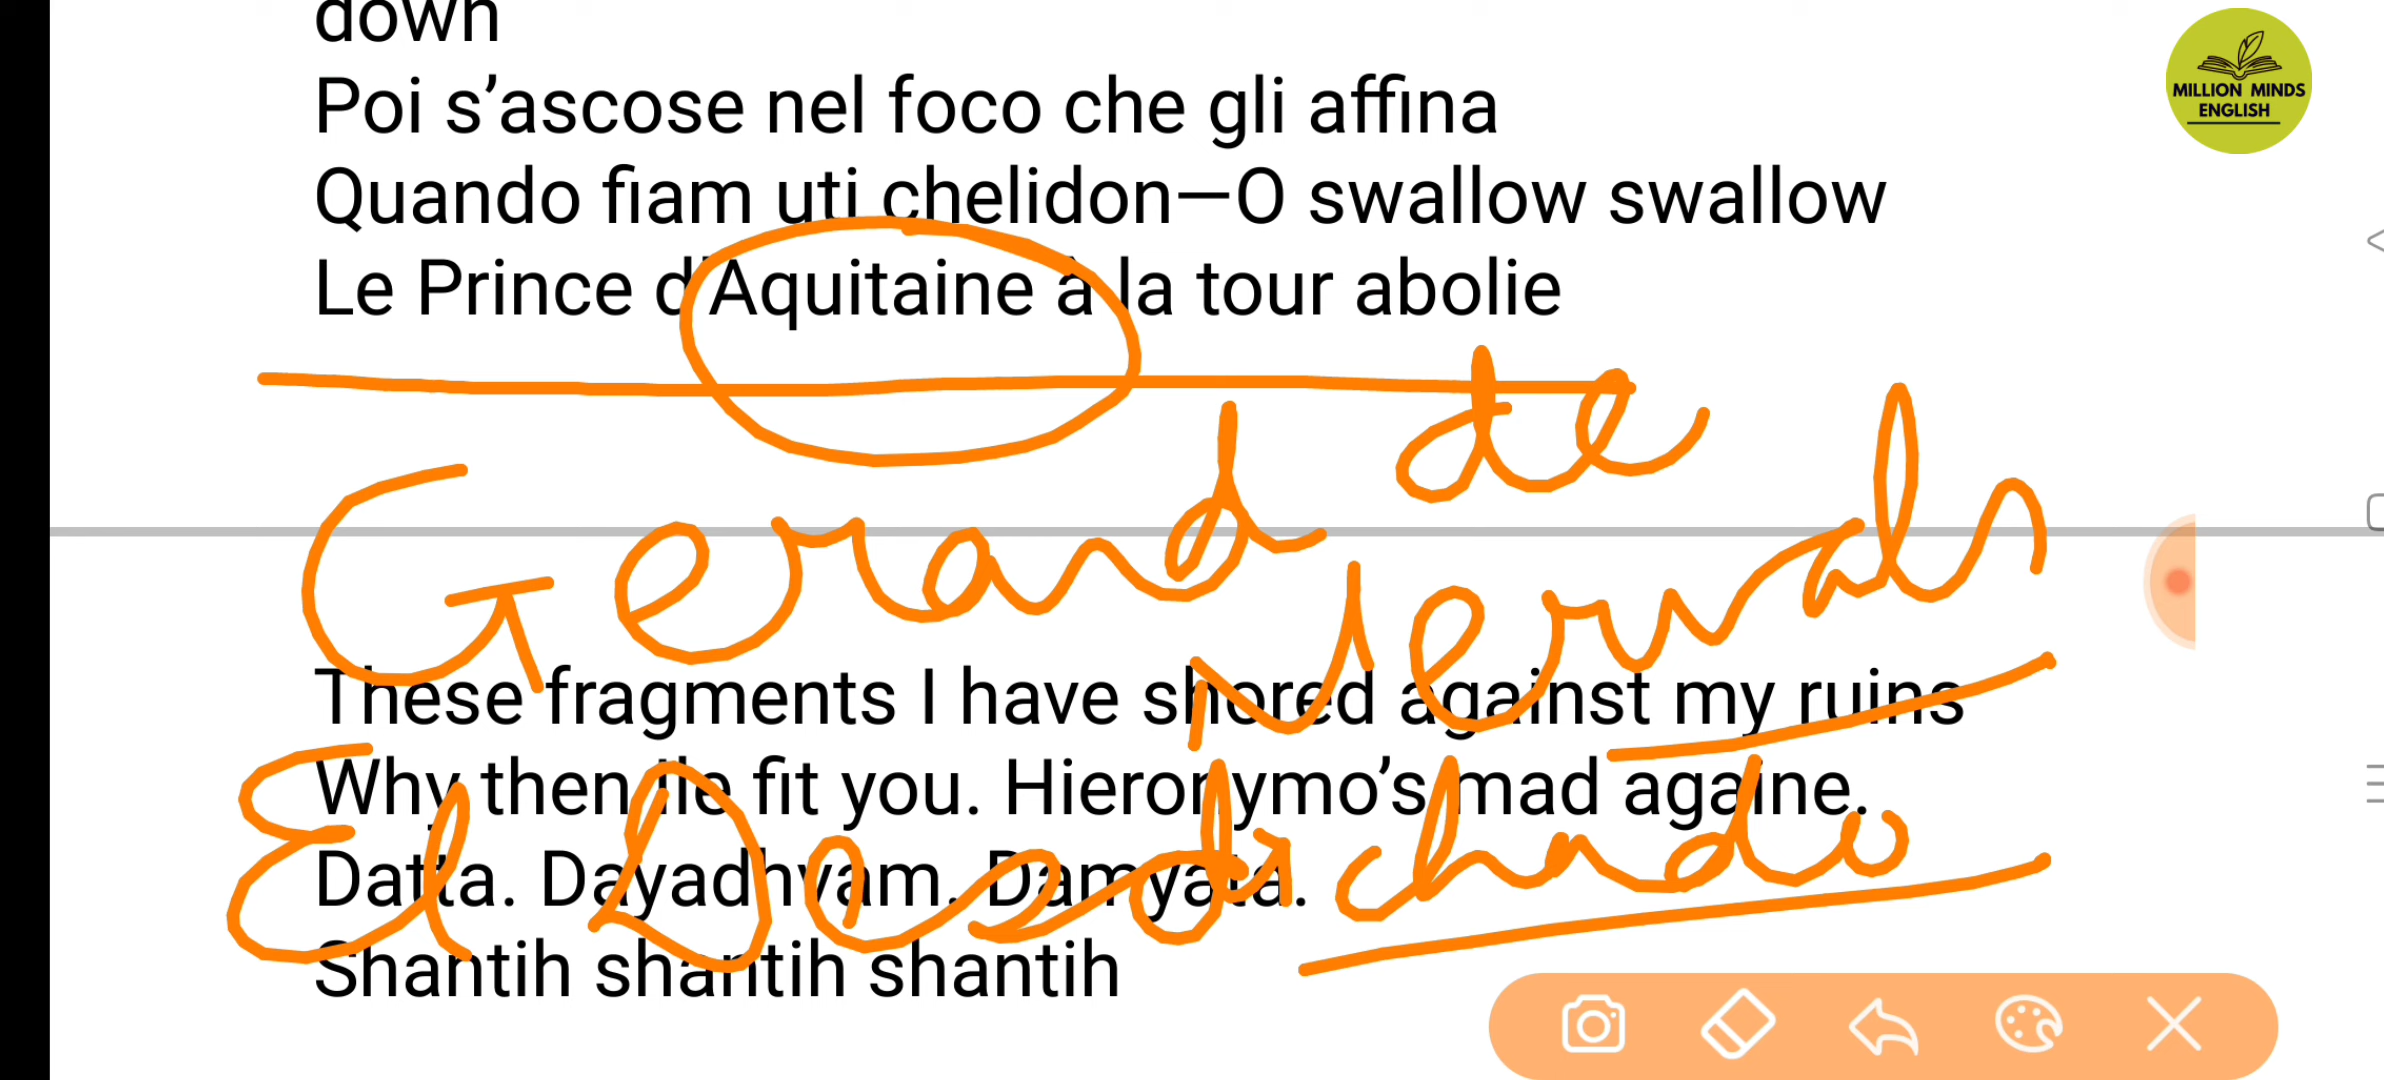 down
MILLION MINDS
ENGLISH
Poi s’ascose nel foco che gli affina
Quando fiam uti chelidon—O swallow swallow
Le Prince d’Aquitaine à la tour abolie
Gerard de
Nerval
These fragments I have shored against my ruins
Why then Ile fit you. Hieronymo’s mad againe.
El
Datta. Dayadhvam. Damyata.
Shantih shantih shantih